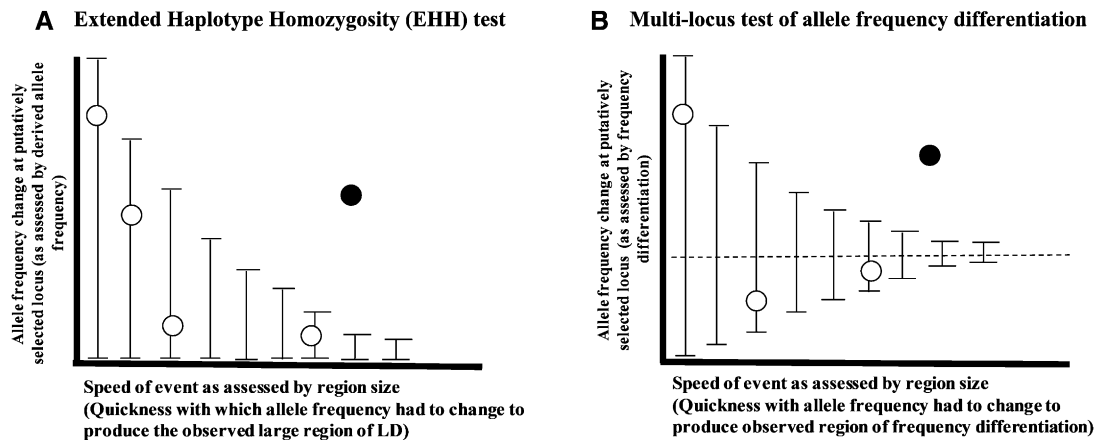 A Extended Haplotype Homozygosity (EHH) test
Allele frequency change at putatively
selected locus (as assessed by derived allele
frequency)
Speed of event as assessed by region size
(Quickness with which allele frequency had to change to
produce the observed large region of LD)
B Multi-locus test of allele frequency differentiation
Allele frequency change at putatively
selected locus (as assessed by frequency
differentiation)
Speed of event as assessed by region size
(Quickness with allele frequency had to change to
produce observed region of frequency differentiation)